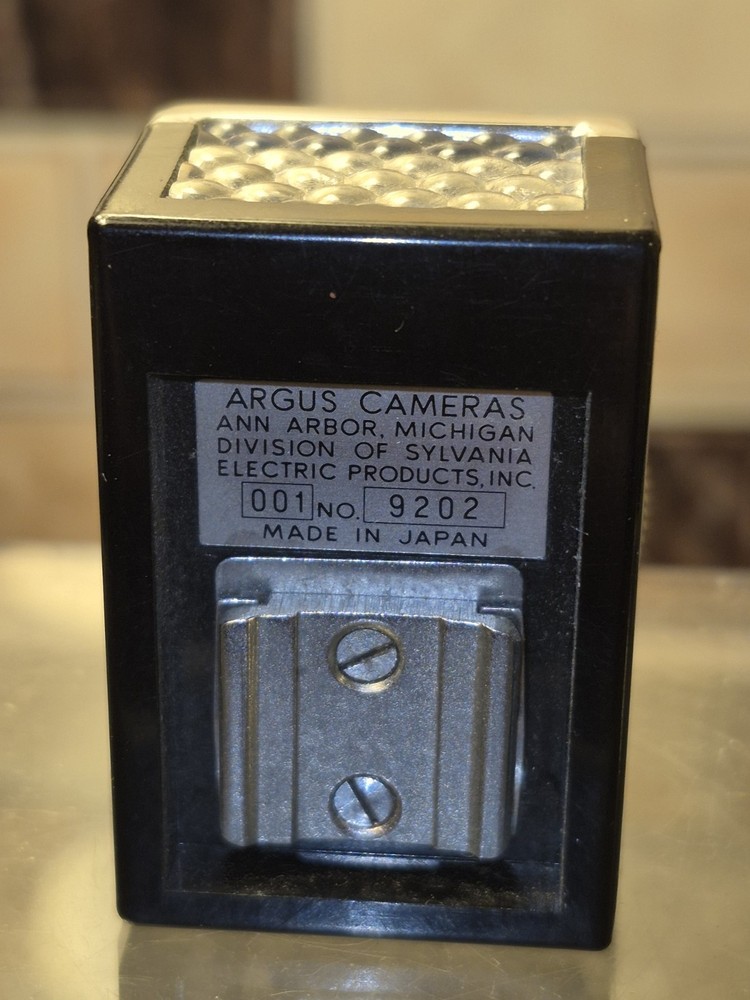 ARGUS CAMERAS
ANN ARBOR, MICHIGAN
DIVISION OF SYLVANIA
ELECTRIC PRODUCTS, INC.
001 NO. 9202
MADE IN JAPAN